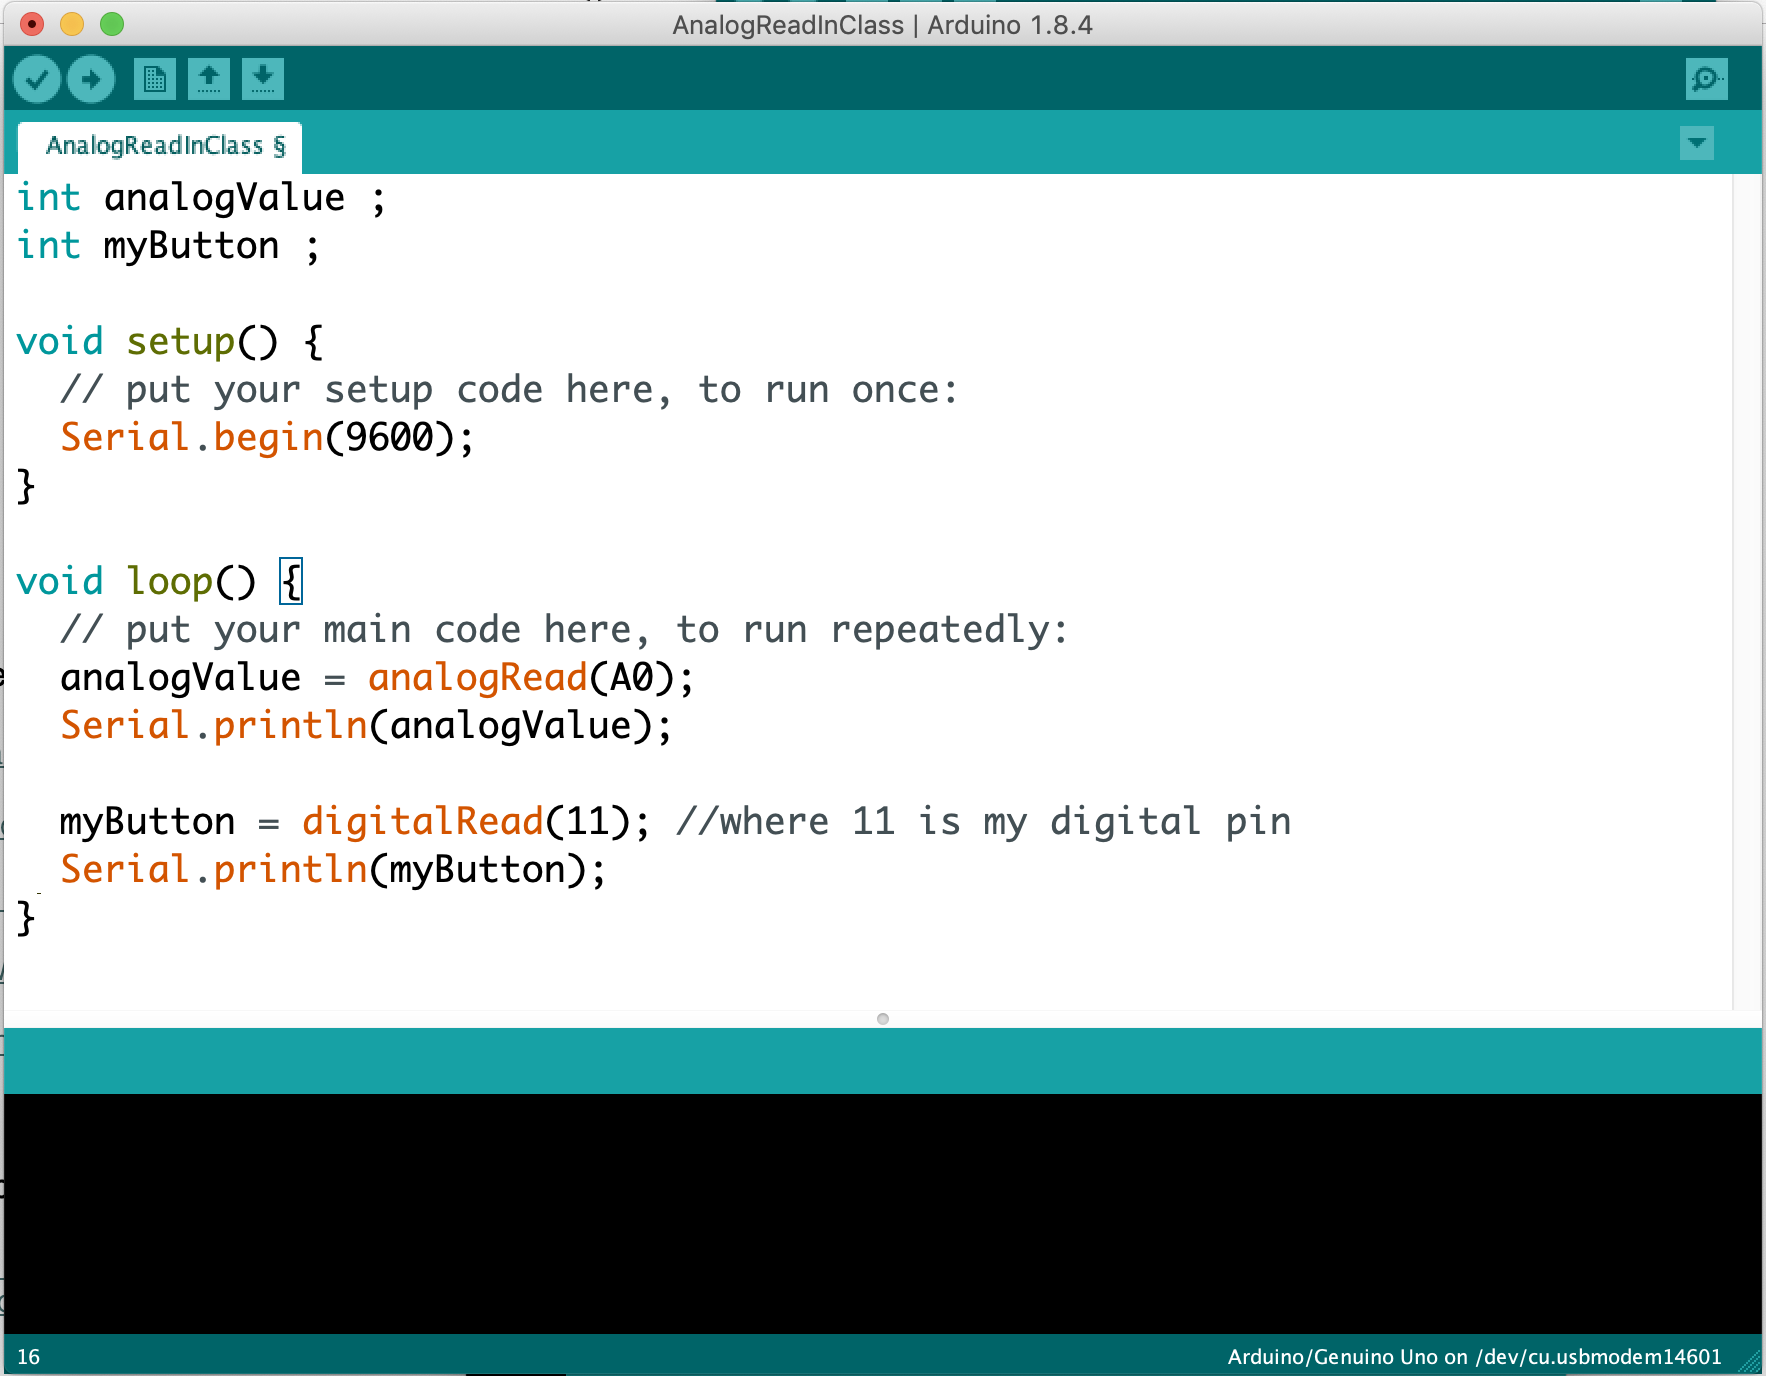 AnalogReadInClass | Arduino 1.8.4
AnalogReadInClass §
int analogValue ;
int myButton ;
void setup() {
// put your setup code here, to run once:
Serial.begin(9600);
}
void loop() {
// put your main code here, to run repeatedly:
analogValue = analogRead(A0);
Serial.println(analogValue);
myButton = digitalRead(11); //where 11 is my digital pin
Serial.println(myButton);
}
16
Arduino/Genuino Uno on /dev/cu.usbmodem14601